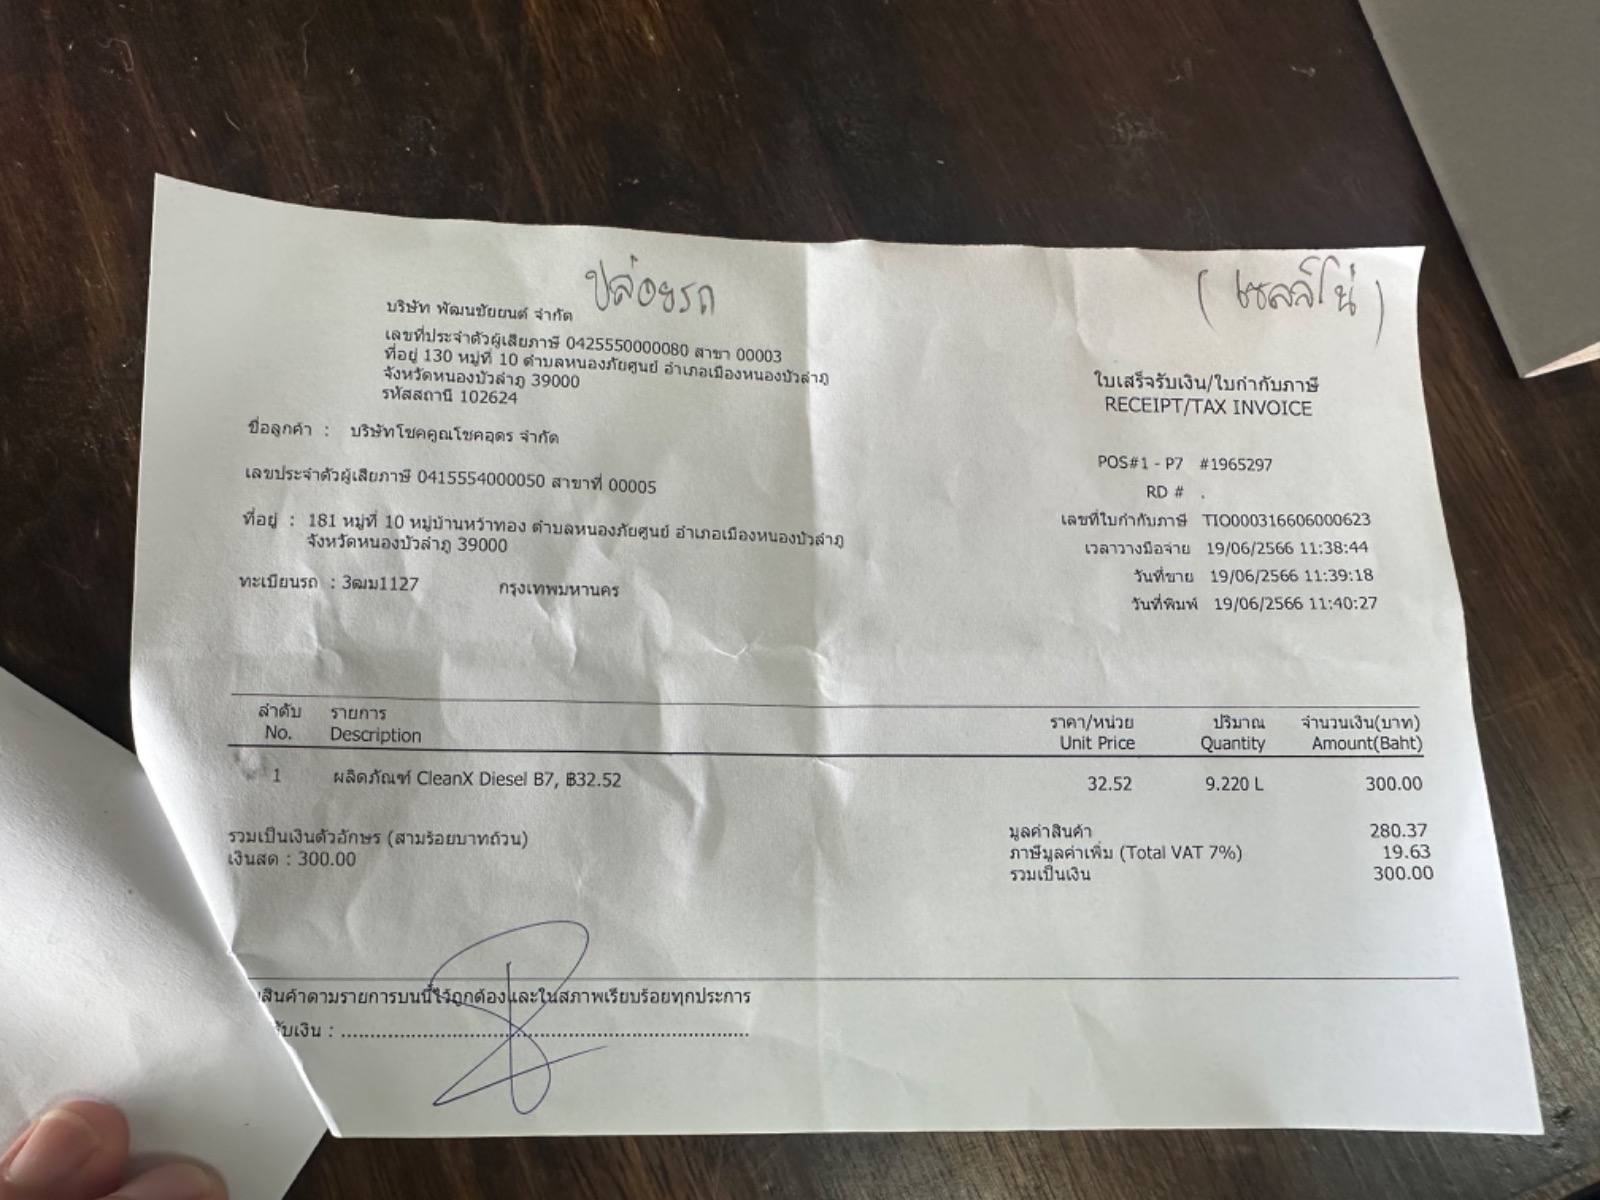 ปล่อยรถ
(เซลลิโน่)
บริษัท พัฒนชัยยนต์ จำกัด
เลขที่ประจำตัวผู้เสียภาษี 0425550000080 สาขา 00003
ที่อยู่ 130 หมู่ที่ 10 ตำบลหนองภัยศูนย์ อำเภอเมืองหนองบัวลำภู
จังหวัดหนองบัวลำภู 39000
รหัสสถานี 102624
ใบเสร็จรับเงิน/ใบกำกับภาษี
RECEIPT/TAX INVOICE
ชื่อลูกค้า : บริษัทโชคคูณโชคอุดร จำกัด
เลขประจำตัวผู้เสียภาษี 0415554000050 สาขาที่ 00005
ที่อยู่ : 181 หมู่ที่ 10 หมู่บ้านหว้าทอง ตำบลหนองภัยศูนย์ อำเภอเมืองหนองบัวลำภู
จังหวัดหนองบัวลำภู 39000
ทะเบียนรถ : 3ฒม1127 กรุงเทพมหานคร
POS#1 - P7 #1965297
RD # .
เลขที่ใบกำกับภาษี TIO000316606000623
เวลาวางมือจ่าย 19/06/2566 11:38:44
วันที่ขาย 19/06/2566 11:39:18
วันที่พิมพ์ 19/06/2566 11:40:27
ลำดับ รายการ ราคา/หน่วย ปริมาณ จำนวนเงิน(บาท)
No. Description Unit Price Quantity Amount(Baht)
1 ผลิตภัณฑ์ CleanX Diesel B7, ฿32.52 32.52 9.220 L 300.00
รวมเป็นเงินตัวอักษร (สามร้อยบาทถ้วน)
เงินสด : 300.00
มูลค่าสินค้า 280.37
ภาษีมูลค่าเพิ่ม (Total VAT 7%) 19.63
รวมเป็นเงิน 300.00
สินค้าตามรายการบนนี้ไว้ถูกต้องและในสภาพเรียบร้อยทุกประการ
รับเงิน : ................................................................